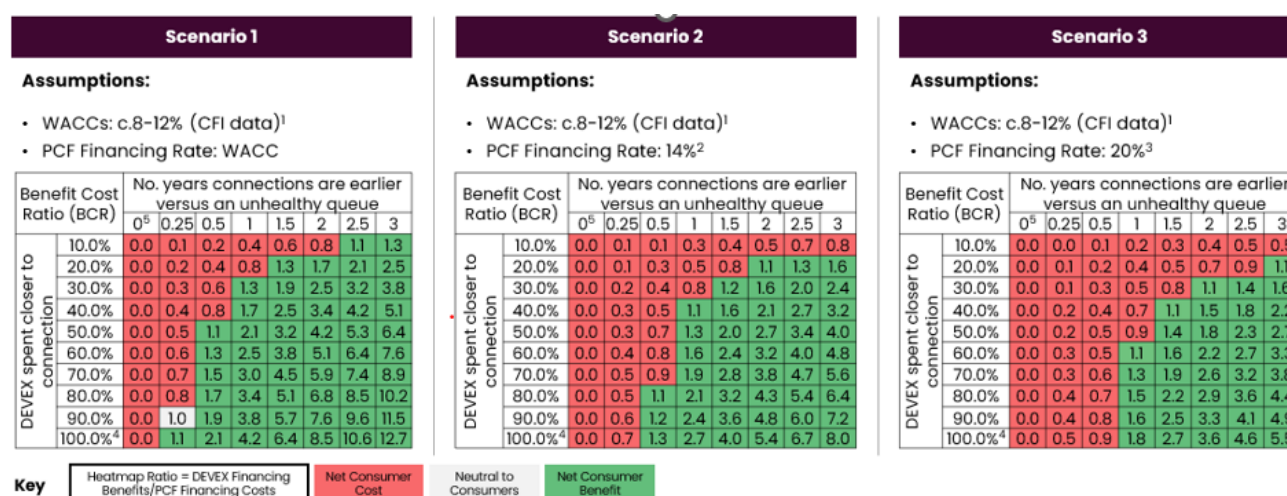 Scenario 1
Assumptions:
• WACCs: c.8-12% (CFI data)¹
• PCF Financing Rate: WACC
Benefit Cost Ratio (BCR)
No. years connections are earlier
versus an unhealthy queue
0⁵ 0.25 0.5 1 1.5 2 2.5 3
DEVEX spent closer to connection
10.0% 0.0 0.1 0.2 0.4 0.6 0.8 1.1 1.3
20.0% 0.0 0.2 0.4 0.8 1.3 1.7 2.1 2.5
30.0% 0.0 0.3 0.6 1.3 1.9 2.5 3.2 3.8
40.0% 0.0 0.4 0.8 1.7 2.5 3.4 4.2 5.1
50.0% 0.0 0.5 1.1 2.1 3.2 4.2 5.3 6.4
60.0% 0.0 0.6 1.3 2.5 3.8 5.1 6.4 7.6
70.0% 0.0 0.7 1.5 3.0 4.5 5.9 7.4 8.9
80.0% 0.0 0.8 1.7 3.4 5.1 6.8 8.5 10.2
90.0% 0.0 1.0 1.9 3.8 5.7 7.6 9.6 11.5
100.0%⁴ 0.0 1.1 2.1 4.2 6.4 8.5 10.6 12.7
Scenario 2
Assumptions:
• WACCs: c.8-12% (CFI data)¹
• PCF Financing Rate: 14%²
Benefit Cost Ratio (BCR)
No. years connections are earlier
versus an unhealthy queue
0⁵ 0.25 0.5 1 1.5 2 2.5 3
DEVEX spent closer to connection
10.0% 0.0 0.1 0.1 0.3 0.4 0.5 0.7 0.8
20.0% 0.0 0.1 0.3 0.5 0.8 1.1 1.3 1.6
30.0% 0.0 0.2 0.4 0.8 1.2 1.6 2.0 2.4
40.0% 0.0 0.3 0.5 1.1 1.6 2.1 2.7 3.2
50.0% 0.0 0.3 0.7 1.3 2.0 2.7 3.4 4.0
60.0% 0.0 0.4 0.8 1.6 2.4 3.2 4.0 4.8
70.0% 0.0 0.5 0.9 1.9 2.8 3.8 4.7 5.6
80.0% 0.0 0.5 1.1 2.1 3.2 4.3 5.4 6.4
90.0% 0.0 0.6 1.2 2.4 3.6 4.8 6.0 7.2
100.0%⁴ 0.0 0.7 1.3 2.7 4.0 5.4 6.7 8.0
Scenario 3
Assumptions:
• WACCs: c.8-12% (CFI data)¹
• PCF Financing Rate: 20%³
Benefit Cost Ratio (BCR)
No. years connections are earlier
versus an unhealthy queue
0⁵ 0.25 0.5 1 1.5 2 2.5 3
DEVEX spent closer to connection
10.0% 0.0 0.0 0.1 0.2 0.3 0.4 0.5
20.0% 0.0 0.1 0.2 0.4 0.5 0.7 0.9 1.1
30.0% 0.0 0.1 0.3 0.5 0.8 1.1 1.4
40.0% 0.0 0.2 0.4 0.7 1.1 1.5 1.8
50.0% 0.0 0.2 0.5 0.9 1.4 1.8 2.3
60.0% 0.0 0.3 0.5 1.1 1.6 2.2 2.7
70.0% 0.0 0.3 0.6 1.3 1.9 2.6 3.2
80.0% 0.0 0.4 0.7 1.5 2.2 2.9 3.6
90.0% 0.0 0.4 0.8 1.6 2.5 3.3 4.1
100.0%⁴ 0.0 0.5 0.9 1.8 2.7 3.6 4.6
Key
Heatmap Ratio = DEVEX Financing
Benefits/PCF Financing Costs
Net Consumer
Cost
Neutral to
Consumers
Net Consumer
Benefit